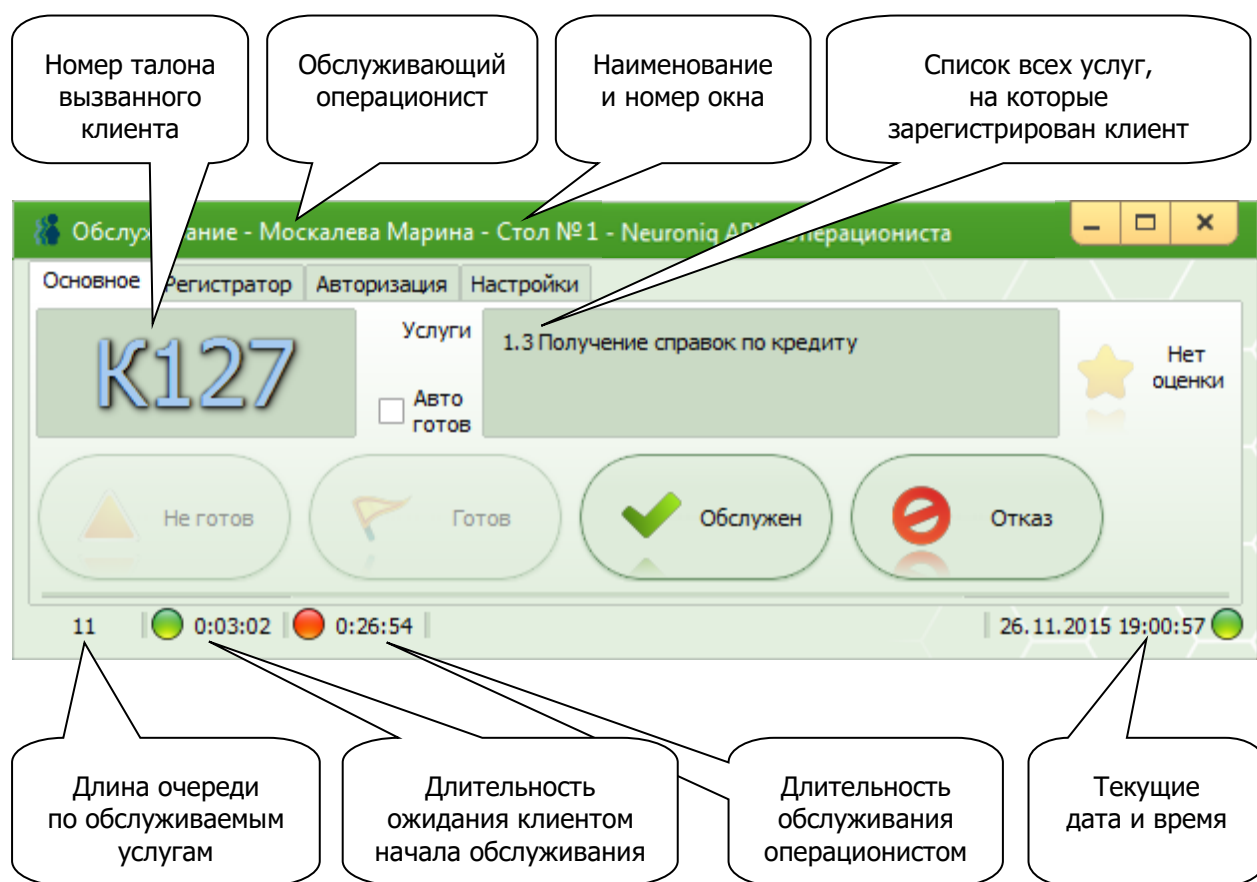 Номер талона
вызванного
клиента
Обслуживающий
операционист
Наименование
и номер окна
Список всех услуг,
на которые
зарегистрирован клиент
- Москалева Марина - Стол №1 - Neuroniq
Основное
Регистратор
Авторизация
Настройки
К127
Услуги
Авто
готов
1.3 Получение справок по кредиту
Нет
оценки
Не готов
Готов
Обслужен
Отказ
11
0:03:02
0:26:54
26.11.2015 19:00:57
Длина очереди
по обслуживаемым
услугам
Длительность
ожидания клиентом
начала обслуживания
Длительность
обслуживания
операционистом
Текущие
дата и время